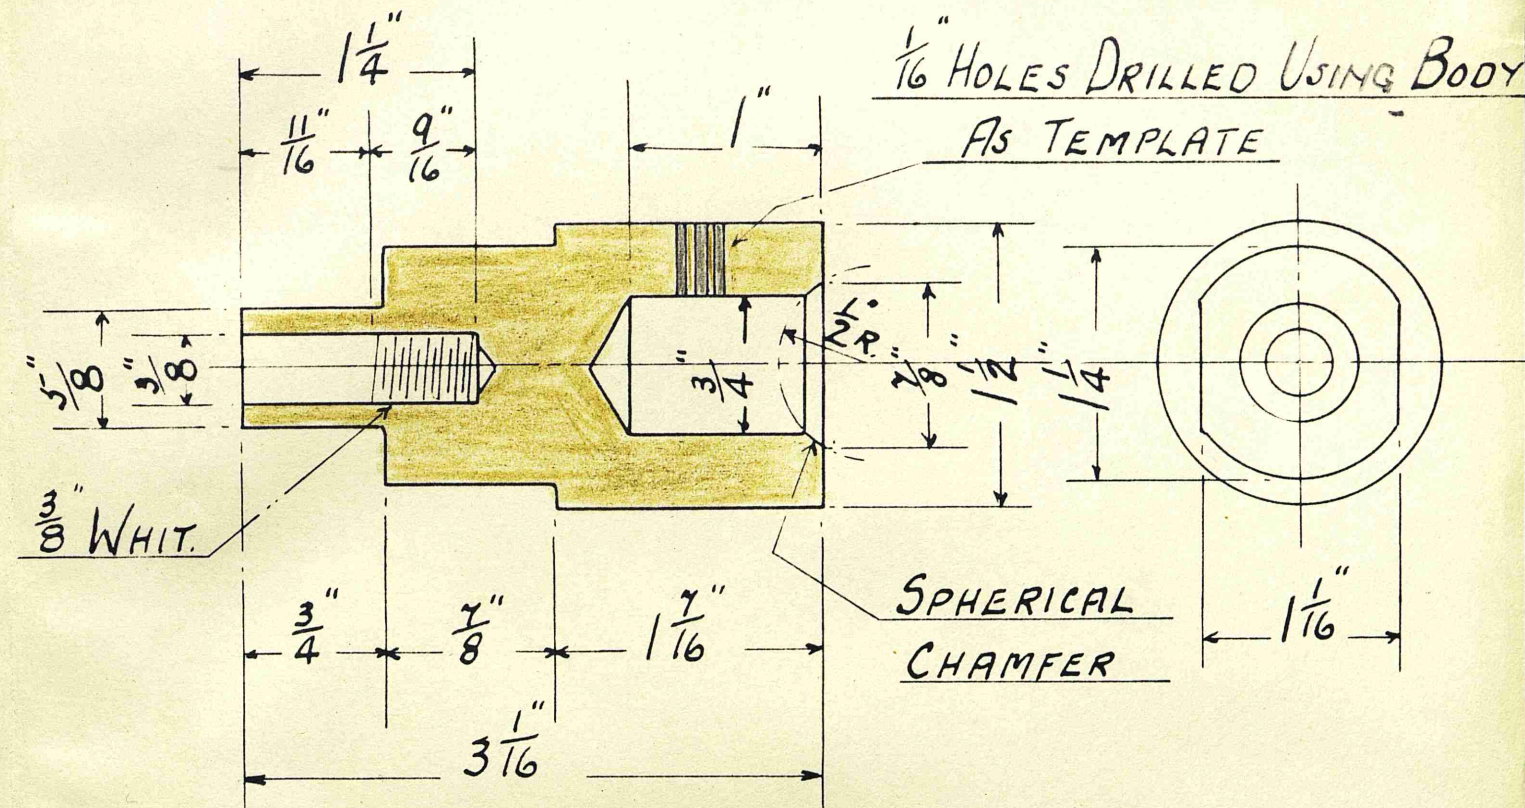 1 1/4"
1/16" HOLES DRILLED USING BODY
AS TEMPLATE
11/16" 9/16" 1"
5/8" 3/8" 3/4" 1/2" R. 7/8" 1 1/2" 1 1/4"
3/8" WHIT.
SPHERICAL
CHAMFER
3/4" 7/8" 1 7/16" 1 1/16"
3 1/16"